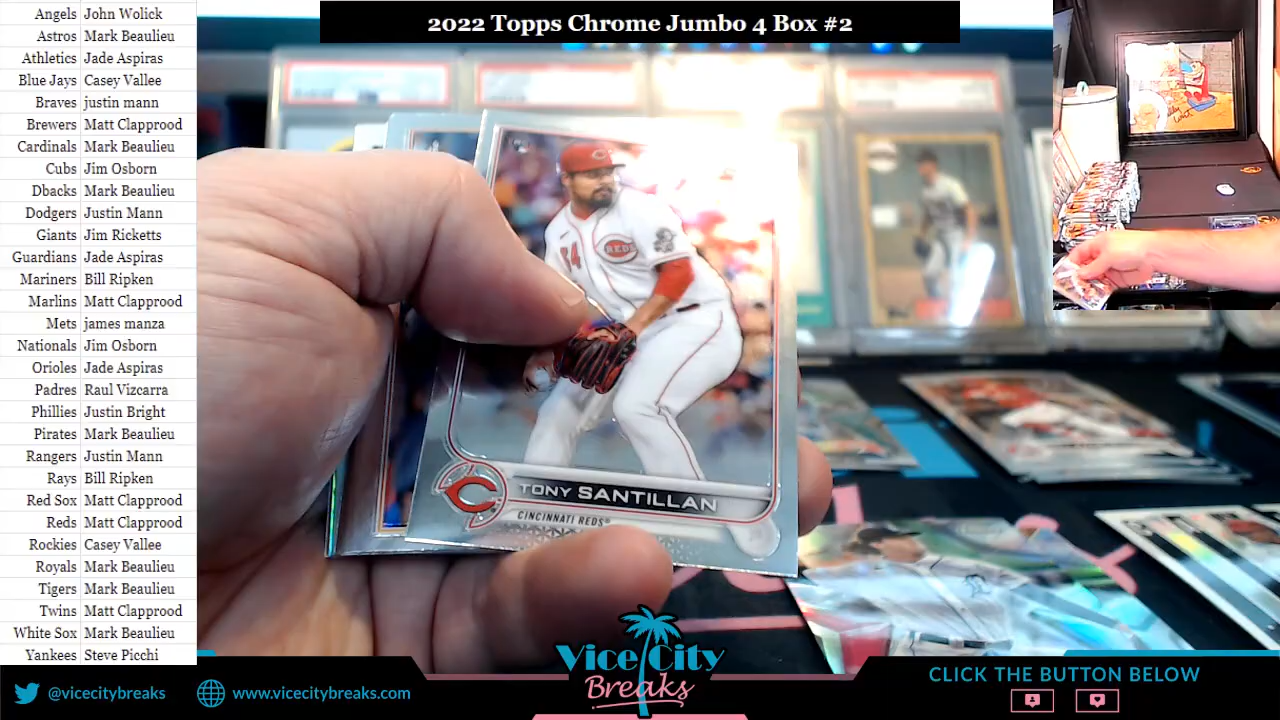 2022 Topps Chrome Jumbo 4 Box #2
Angels John Wolick
Astros Mark Beaulieu
Athletics Jade Aspiras
Blue Jays Casey Vallee
Braves justin mann
Brewers Matt Clapprood
Cardinals Mark Beaulieu
Cubs Jim Osborn
Dbacks Mark Beaulieu
Dodgers Justin Mann
Giants Jim Ricketts
Guardians Jade Aspiras
Mariners Bill Ripken
Marlins Matt Clapprood
Mets james manza
Nationals Jim Osborn
Orioles Jade Aspiras
Padres Raul Vizcarra
Phillies Justin Bright
Pirates Mark Beaulieu
Rangers Justin Mann
Rays Bill Ripken
Red Sox Matt Clapprood
Reds Matt Clapprood
Rockies Casey Vallee
Royals Mark Beaulieu
Tigers Mark Beaulieu
Twins Matt Clapprood
White Sox Mark Beaulieu
Yankees Steve Picchi
REDS
TONY SANTILLAN
CINCINNATI REDS
@vicecitybreaks
www.vicecitybreaks.com
Vice City
Breaks
CLICK THE BUTTON BELOW